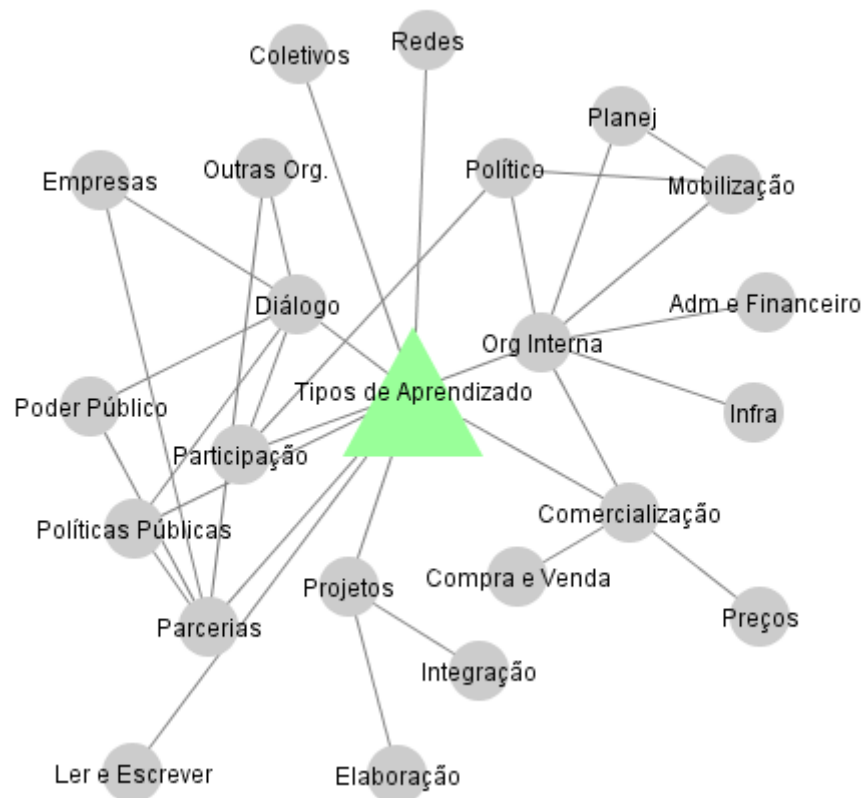 Redes
Coletivos
Planej
Outras Org.
Político
Empresas
Mobilização
Diálogo
Adm e Financeiro
Org Interna
Tipos de Aprendizado
Poder Público
Infra
Participação
Comercialização
Políticas Públicas
Compra e Venda
Projetos
Preços
Parcerias
Integração
Ler e Escrever
Elaboração